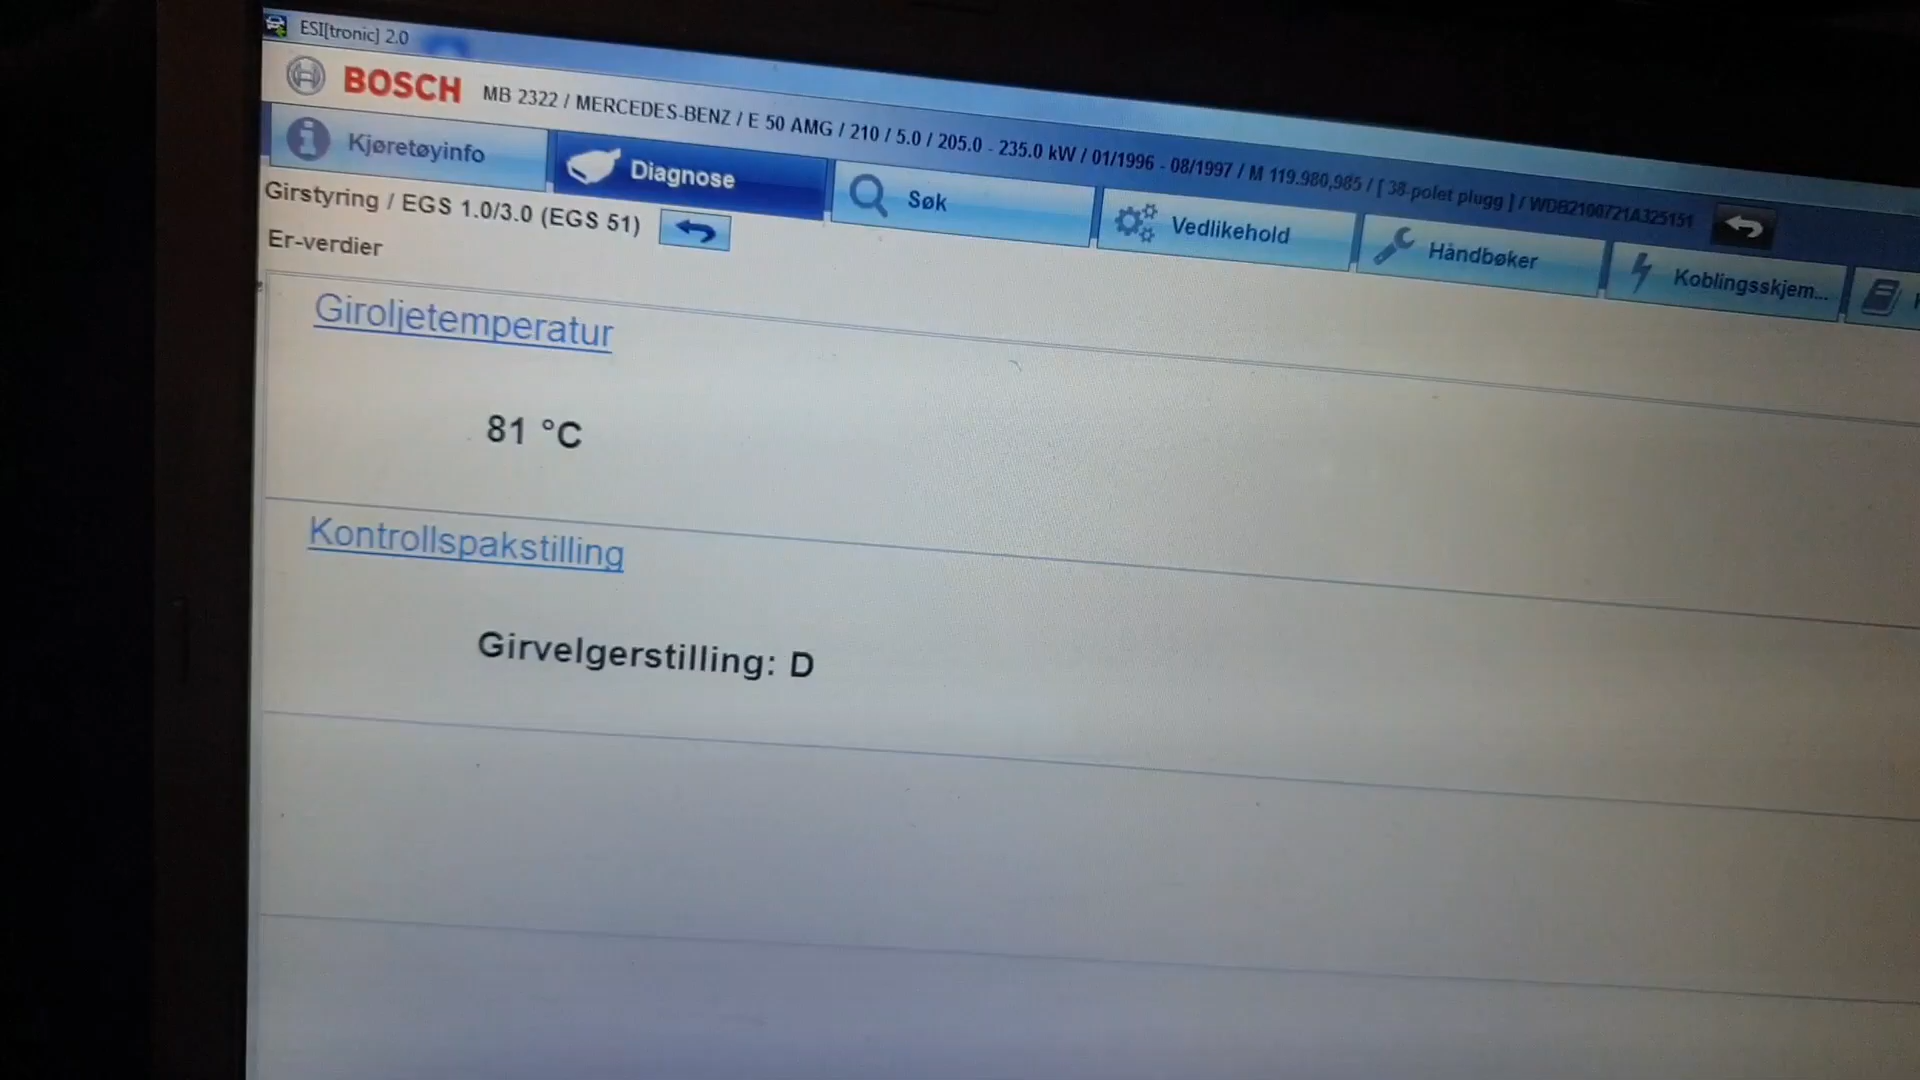 ESI[tronic] 2.0
BOSCH MB 2322 / MERCEDES-BENZ / E 50 AMG / 210 / 5.0 / 205.0 - 235.0 kW / 01/1996 - 08/1997 / M 119.980,985 / [ 38-polet plugg ] / WDB2100721A325151
Kjøretøyinfo
Diagnose
Søk
Vedlikehold
Håndbøker
Koblingsskjem...
Girstyring / EGS 1.0/3.0 (EGS 51)
Er-verdier
Giroljetemperatur
81 °C
Kontrollspakstilling
Girvelgerstilling: D